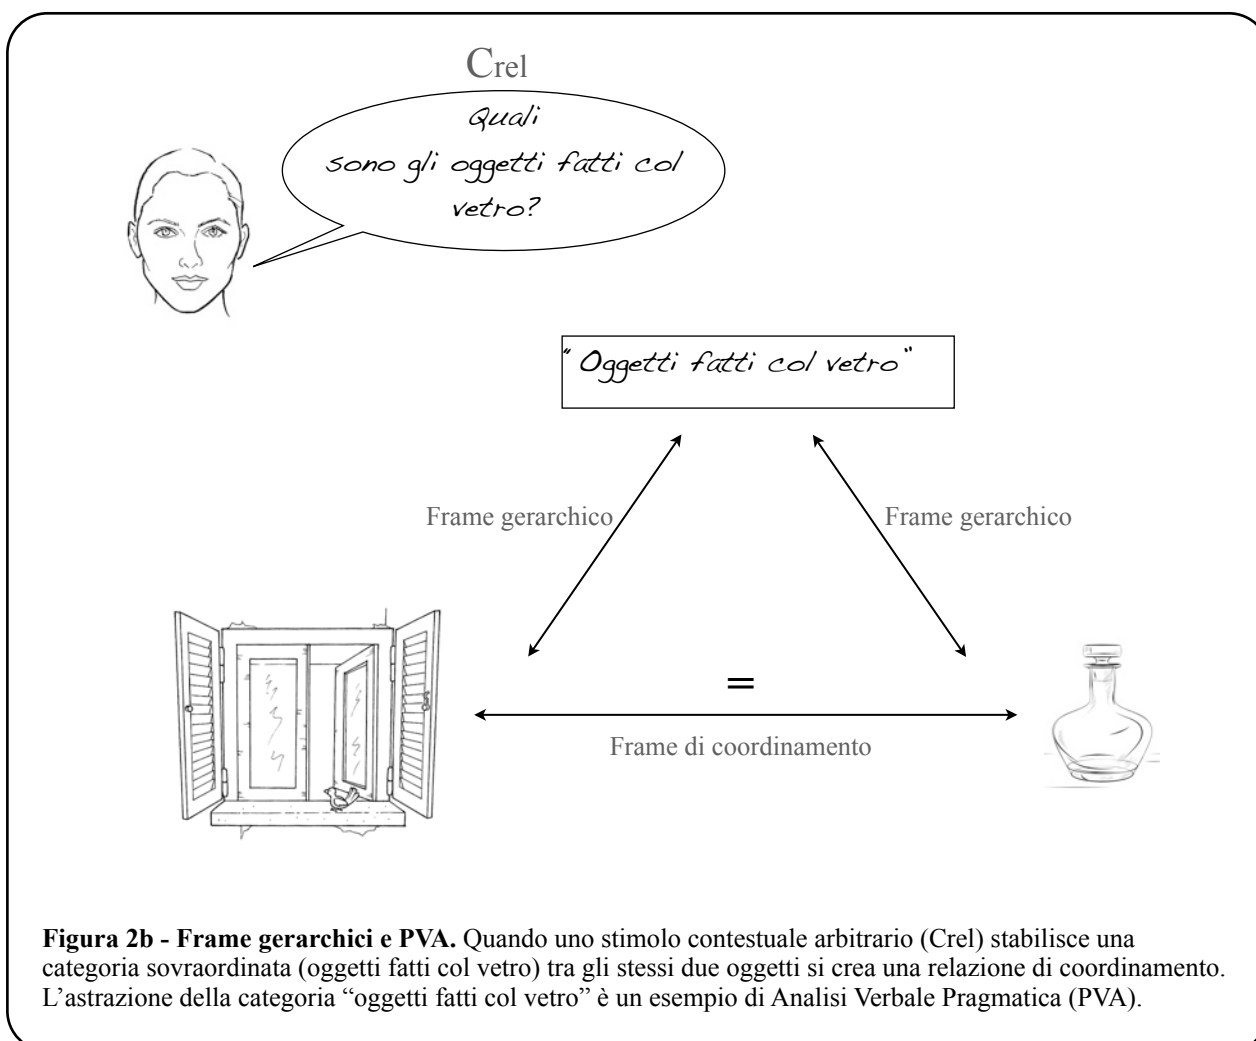 Crel
Quali
sono gli oggetti fatti col
vetro?
“Oggetti fatti col vetro”
Frame gerarchico
Frame gerarchico
=
Frame di coordinamento
Figura 2b - Frame gerarchici e PVA. Quando uno stimolo contestuale arbitrario (Crel) stabilisce una
categoria sovraordinata (oggetti fatti col vetro) tra gli stessi due oggetti si crea una relazione di coordinamento.
L’astrazione della categoria “oggetti fatti col vetro” è un esempio di Analisi Verbale Pragmatica (PVA).